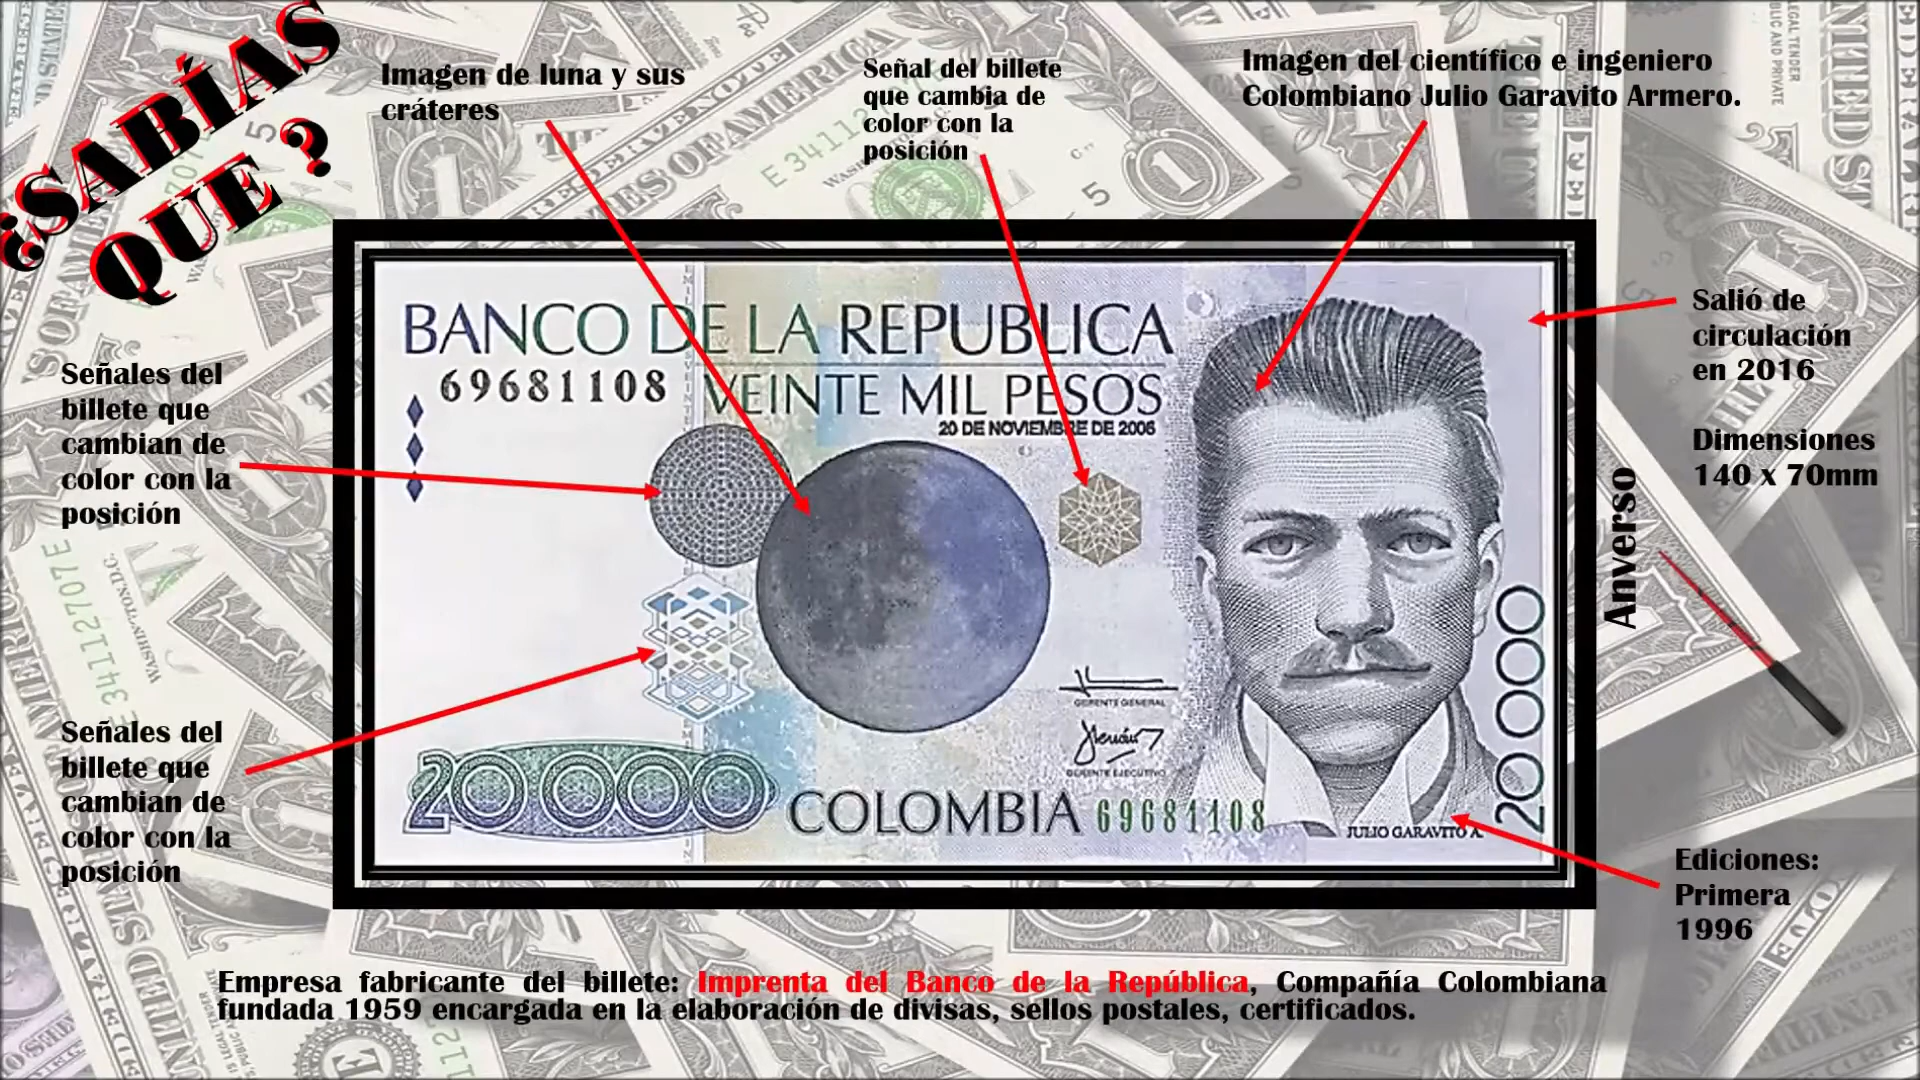 ¿SABÍAS
QUE ?
Imagen de luna y sus
cráteres
Señal del billete
que cambia de
color con la
posición
Imagen del científico e ingeniero
Colombiano Julio Garavito Armero.
Señales del
billete que
cambian de
color con la
posición
Señales del
billete que
cambian de
color con la
posición
BANCO DE LA REPUBLICA
69681108
VEINTE MIL PESOS
20 DE NOVIEMBRE DE 2006
GERENTE GENERAL
GERENTE EJECUTIVO
20000
COLOMBIA
69681108
JULIO GARAVITO A.
20000
Anverso
Salió de
circulación
en 2016
Dimensiones
140 x 70mm
Ediciones:
Primera
1996
Empresa fabricante del billete: Imprenta del Banco de la República, Compañía Colombiana
fundada 1959 encargada en la elaboración de divisas, sellos postales, certificados.